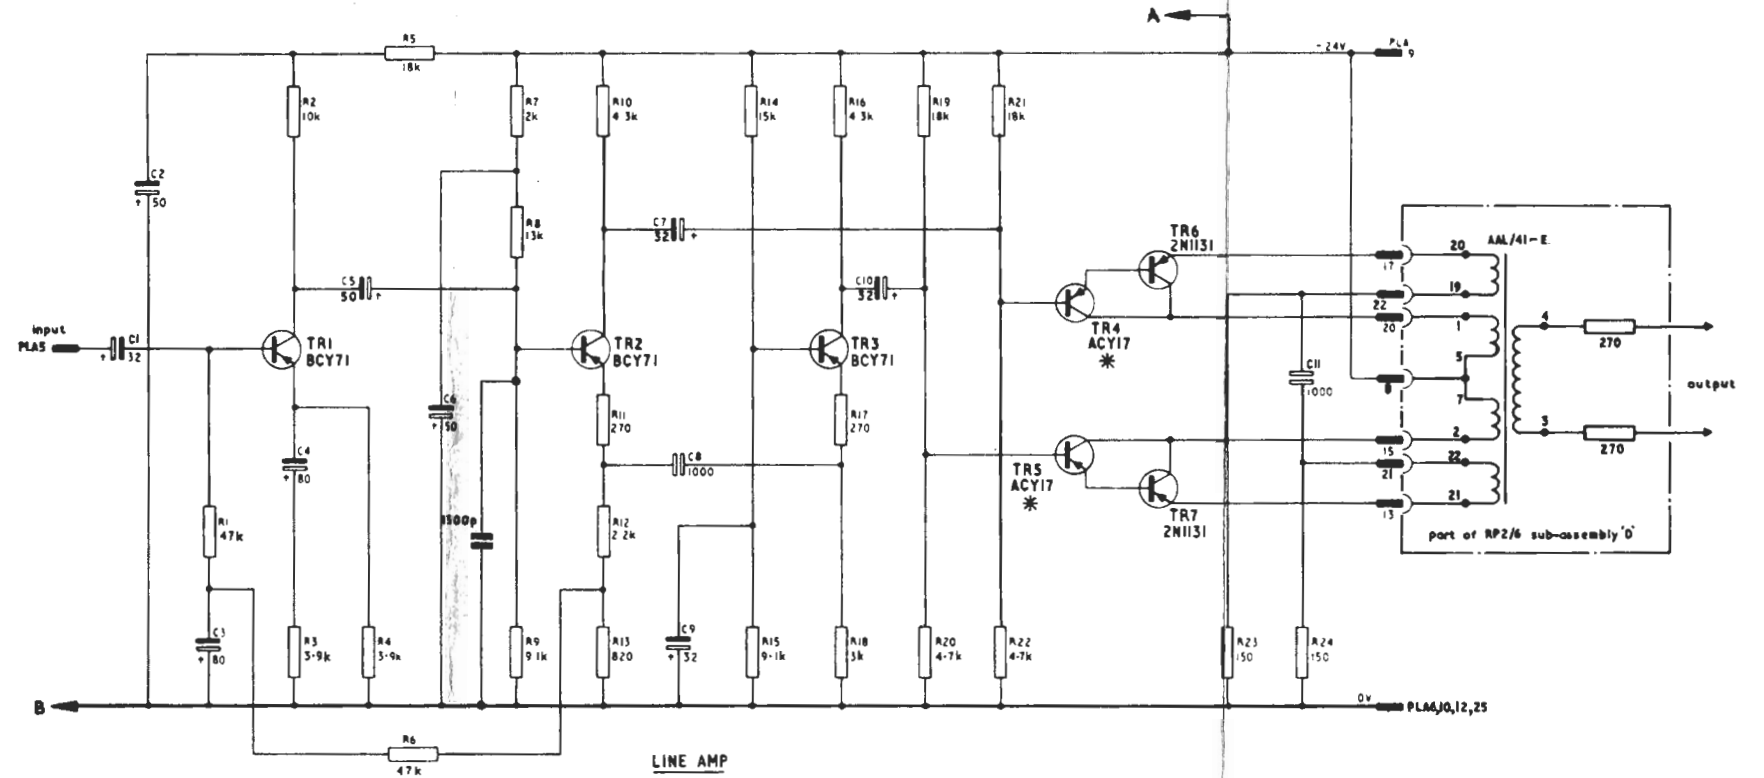 A
R5
18k
-24V
PLA
9
R2
10k
R7
2k
R10
4·3k
R14
15k
R16
4·3k
R19
18k
R21
18k
C2
+ 50
R8
13k
C7
32 +
TR6
2N1131
20
AAL/41-E.
17
C5
50 +
C10
32 +
19
22
20
1
4
270
input
PLA5
+
C1
32
TR1
BCY71
TR2
BCY71
TR3
BCY71
TR4
ACY17
*
5
C11
1000
output
7
C6
+ 50
R11
270
R17
270
2
3
270
15
C4
+ 80
C8
1000
TR5
ACY17
*
22
21
21
13
TR7
2N1131
R1
47k
1500p
R12
2·2k
part of RP2/6 sub-assembly 'D'
C3
+ 80
R3
3·9k
R4
3·9k
R9
9·1k
R13
820
C9
+ 32
R15
9·1k
R18
3k
R20
4·7k
R22
4·7k
R23
150
R24
150
B
0V
PLA6,10,12,25
R6
47k
LINE AMP